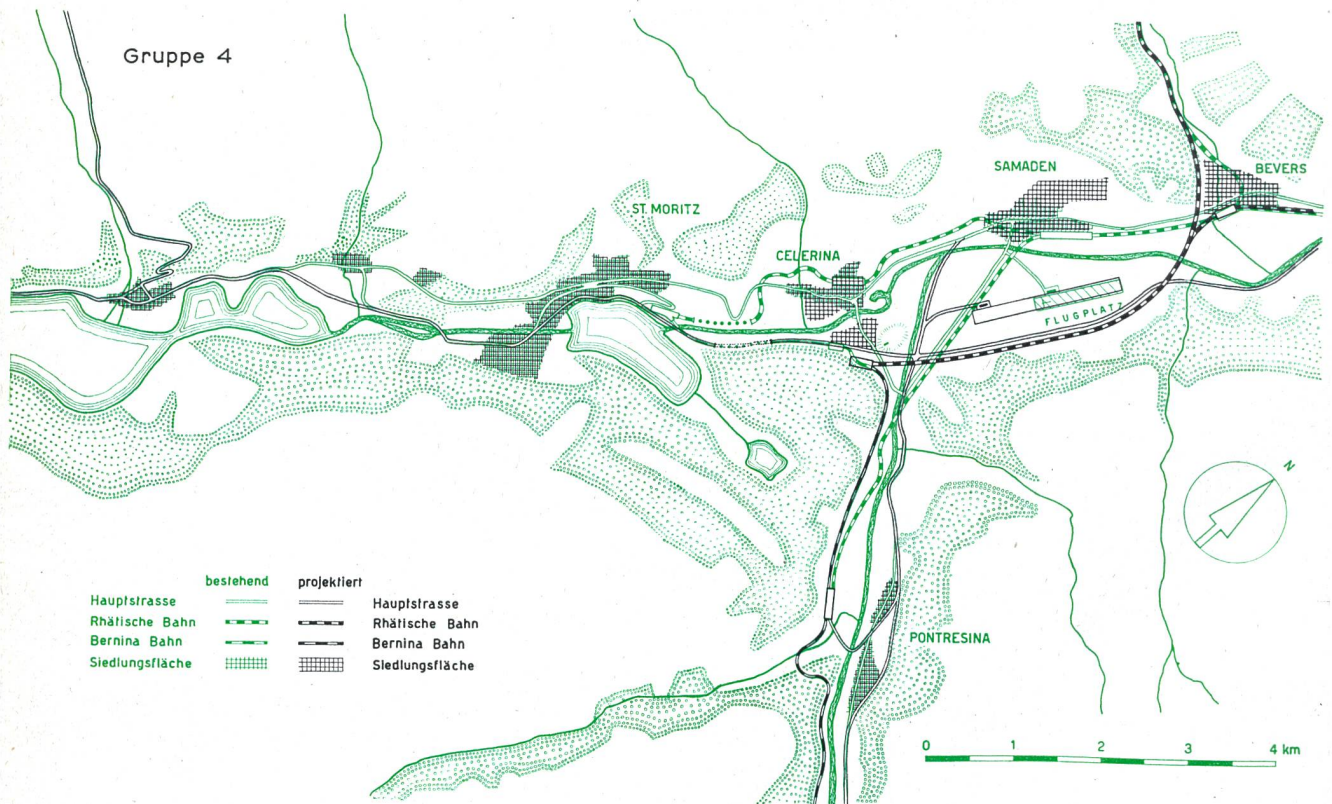 Gruppe 4
SAMADEN
BEVERS
ST. MORITZ
CELERINA
FLUGPLATZ
N
bestehend projektiert
Hauptstrasse Hauptstrasse
Rhätische Bahn Rhätische Bahn
Bernina Bahn Bernina Bahn
Siedlungsfläche Siedlungsfläche
PONTRESINA
0 1 2 3 4 km